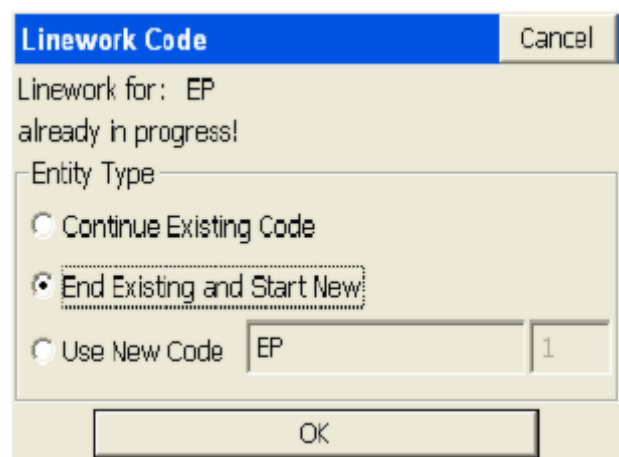 Linework Code Cancel
Linework for: EP
already in progress!
Entity Type
Continue Existing Code
End Existing and Start New
Use New Code EP 1
OK